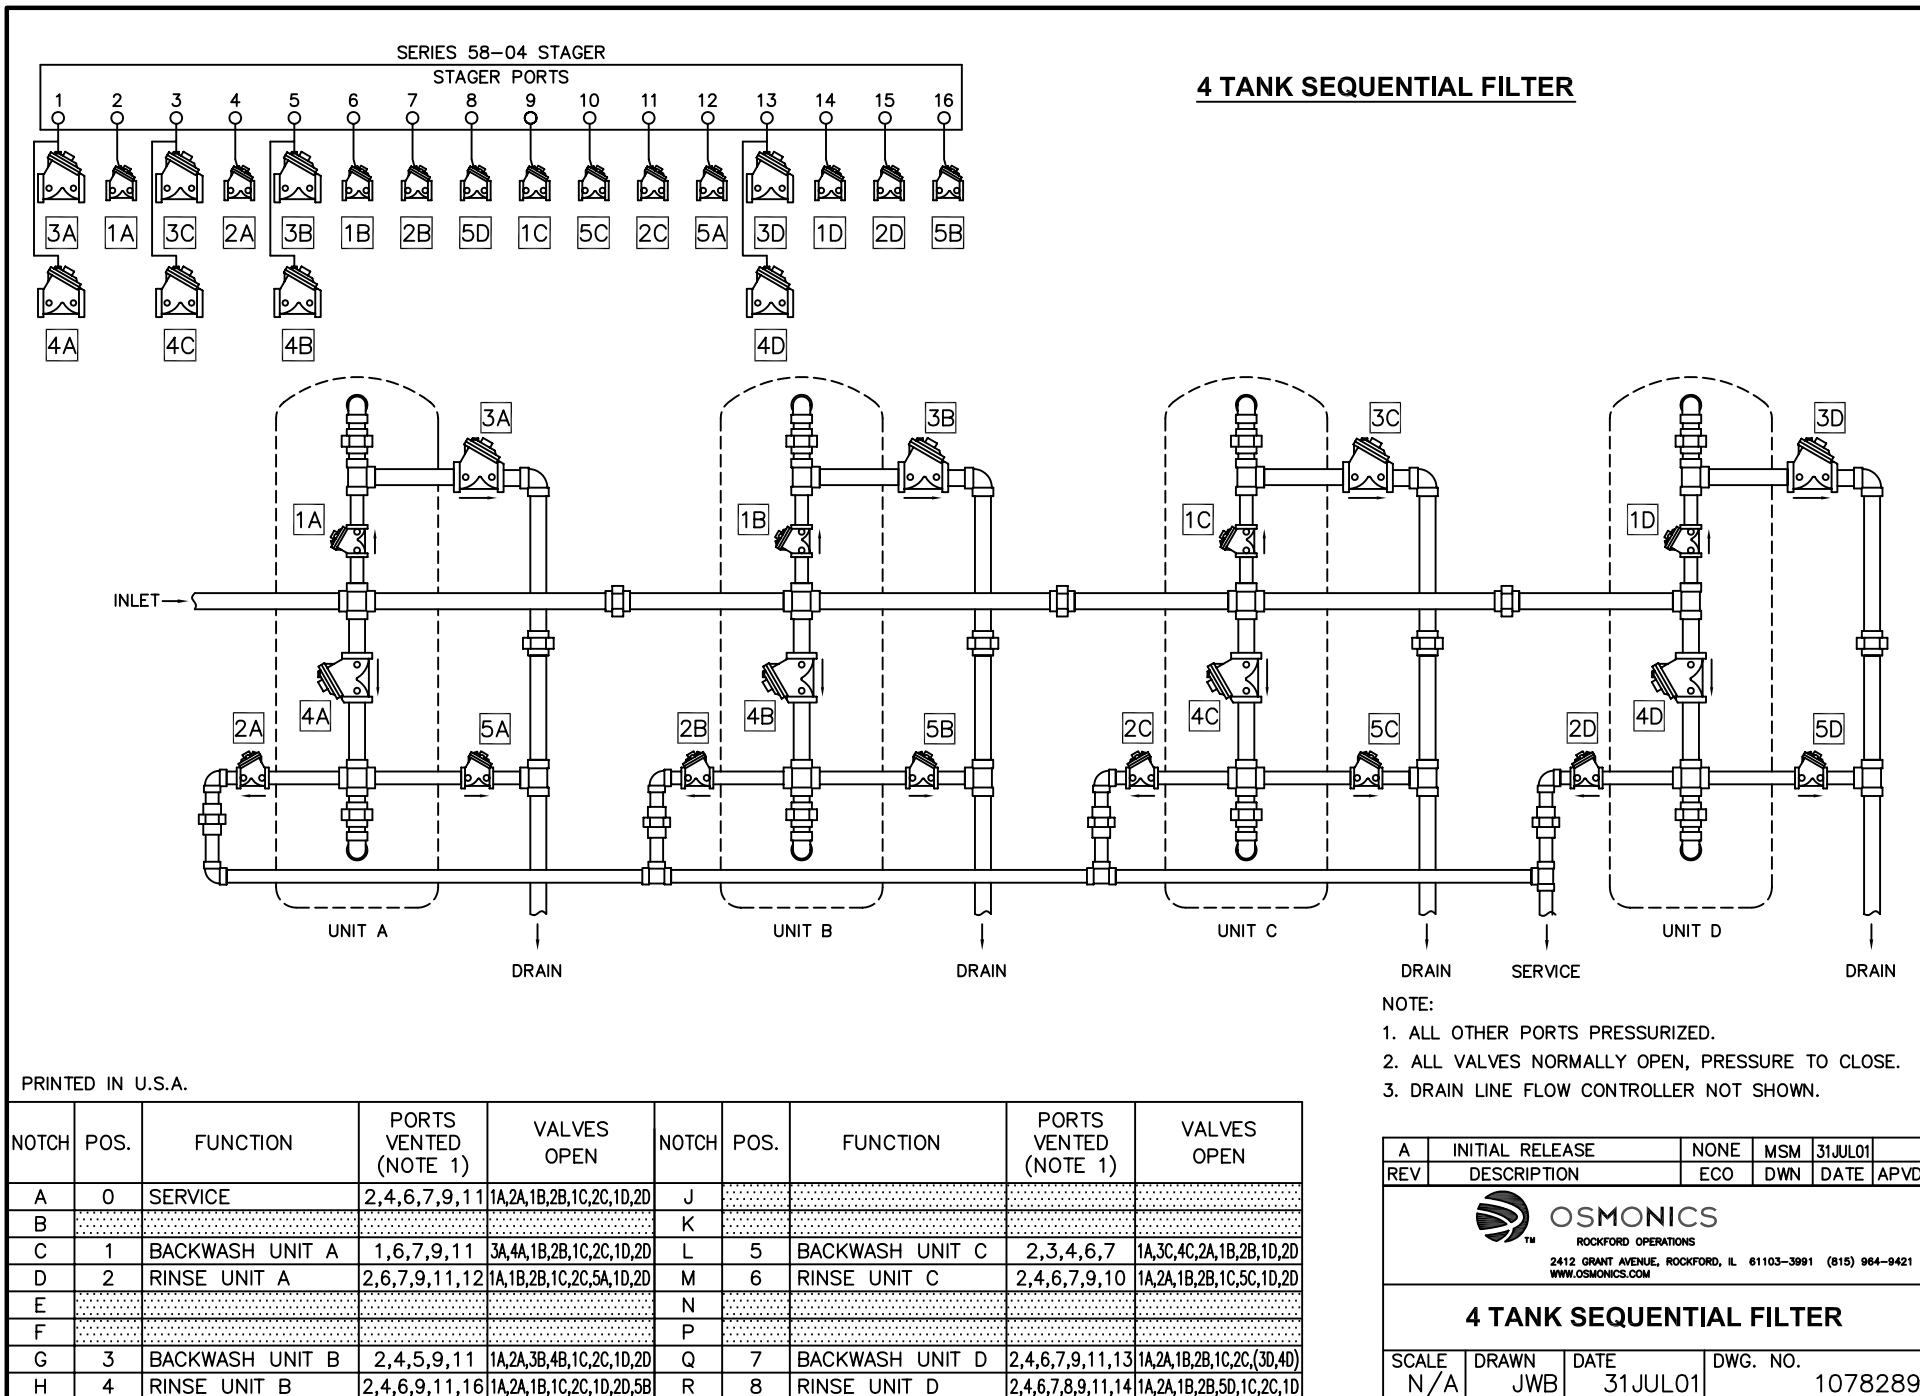 SERIES 58-04 STAGER
STAGER PORTS
1 2 3 4 5 6 7 8 9 10 11 12 13 14 15 16
3A 1A 3C 2A 3B 1B 2B 5D 1C 5C 2C 5A 3D 1D 2D 5B
4A 4C 4B 4D
4 TANK SEQUENTIAL FILTER
3A 3B 3C 3D
1A 1B 1C 1D
INLET
4A 4B 4C 4D
2A 5A 2B 5B 2C 5C 2D 5D
UNIT A UNIT B UNIT C UNIT D
DRAIN DRAIN DRAIN SERVICE DRAIN
NOTE:
1. ALL OTHER PORTS PRESSURIZED.
2. ALL VALVES NORMALLY OPEN, PRESSURE TO CLOSE.
3. DRAIN LINE FLOW CONTROLLER NOT SHOWN.
PRINTED IN U.S.A.
NOTCH POS. FUNCTION PORTS VENTED (NOTE 1) VALVES OPEN NOTCH POS. FUNCTION PORTS VENTED (NOTE 1) VALVES OPEN
A 0 SERVICE 2,4,6,7,9,11 1A,2A,1B,2B,1C,2C,1D,2D J
B K
C 1 BACKWASH UNIT A 1,6,7,9,11 3A,4A,1B,2B,1C,2C,1D,2D L 5 BACKWASH UNIT C 2,3,4,6,7 1A,3C,4C,2A,1B,2B,1D,2D
D 2 RINSE UNIT A 2,6,7,9,11,12 1A,1B,2B,1C,2C,5A,1D,2D M 6 RINSE UNIT C 2,4,6,7,9,10 1A,2A,1B,2B,1C,5C,1D,2D
E N
F P
G 3 BACKWASH UNIT B 2,4,5,9,11 1A,2A,3B,4B,1C,2C,1D,2D Q 7 BACKWASH UNIT D 2,4,6,7,9,11,13 1A,2A,1B,2B,1C,2C,(3D,4D)
H 4 RINSE UNIT B 2,4,6,9,11,16 1A,2A,1B,1C,2C,1D,2D,5B R 8 RINSE UNIT D 2,4,6,7,8,9,11,14 1A,2A,1B,2B,5D,1C,2C,1D
A INITIAL RELEASE NONE MSM 31JUL01
REV DESCRIPTION ECO DWN DATE APVD
OSMONICS
TM
ROCKFORD OPERATIONS
2412 GRANT AVENUE, ROCKFORD, IL 61103-3991 (815) 964-9421
WWW.OSMONICS.COM
4 TANK SEQUENTIAL FILTER
SCALE DRAWN DATE DWG. NO.
N/A JWB 31JUL01 1078289